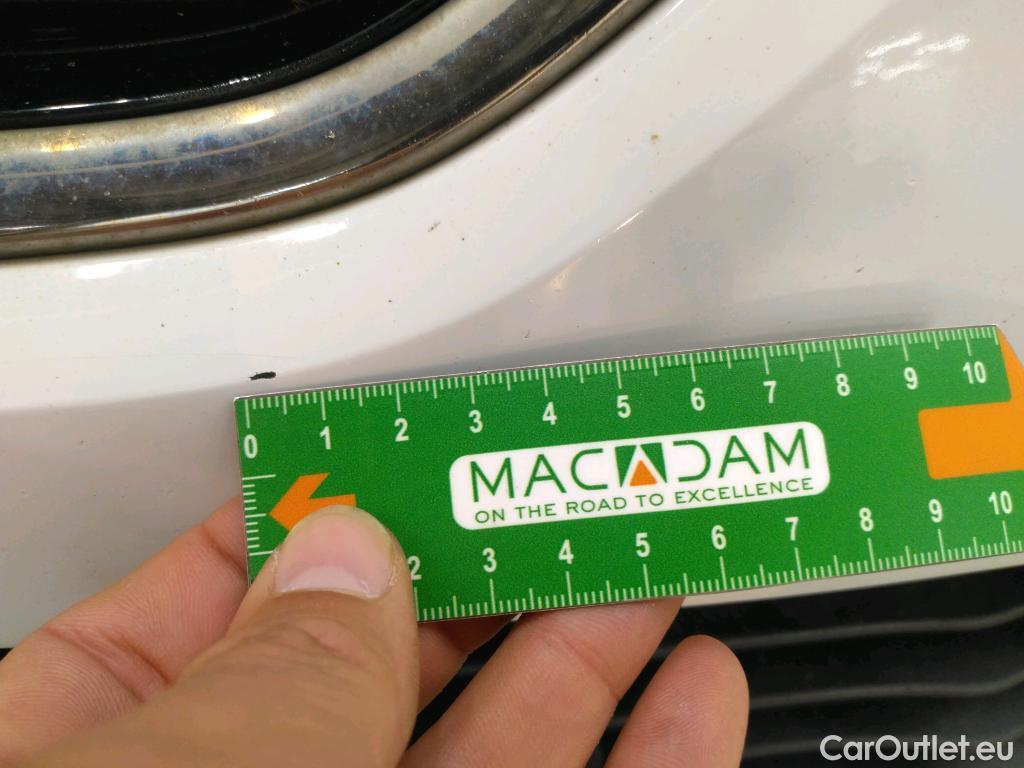 0 1 2 3 4 5 6 7 8 9 10
MACADAM
ON THE ROAD TO EXCELLENCE
2 3 4 5 6 7 8 9 10
CarOutlet.eu